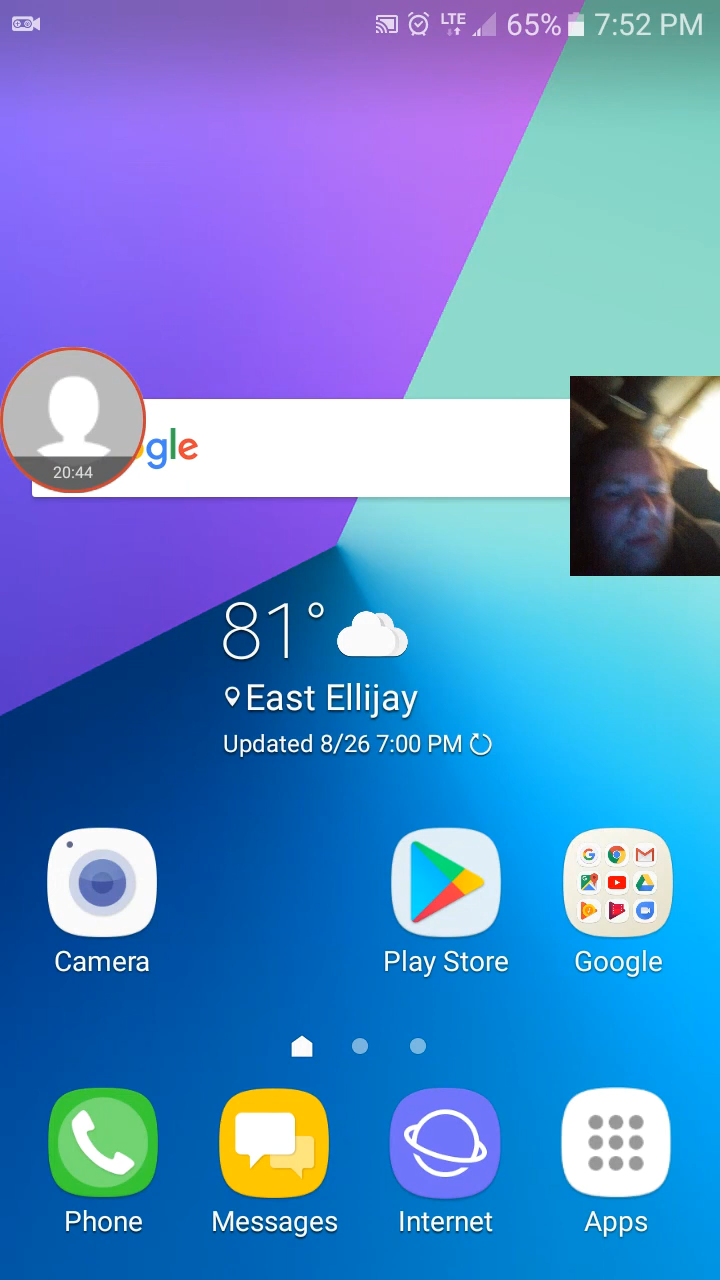 LTE 65% 7:52 PM
gle
20:44
81°
East Ellijay
Updated 8/26 7:00 PM
Camera
Play Store
Google
Phone
Messages
Internet
Apps